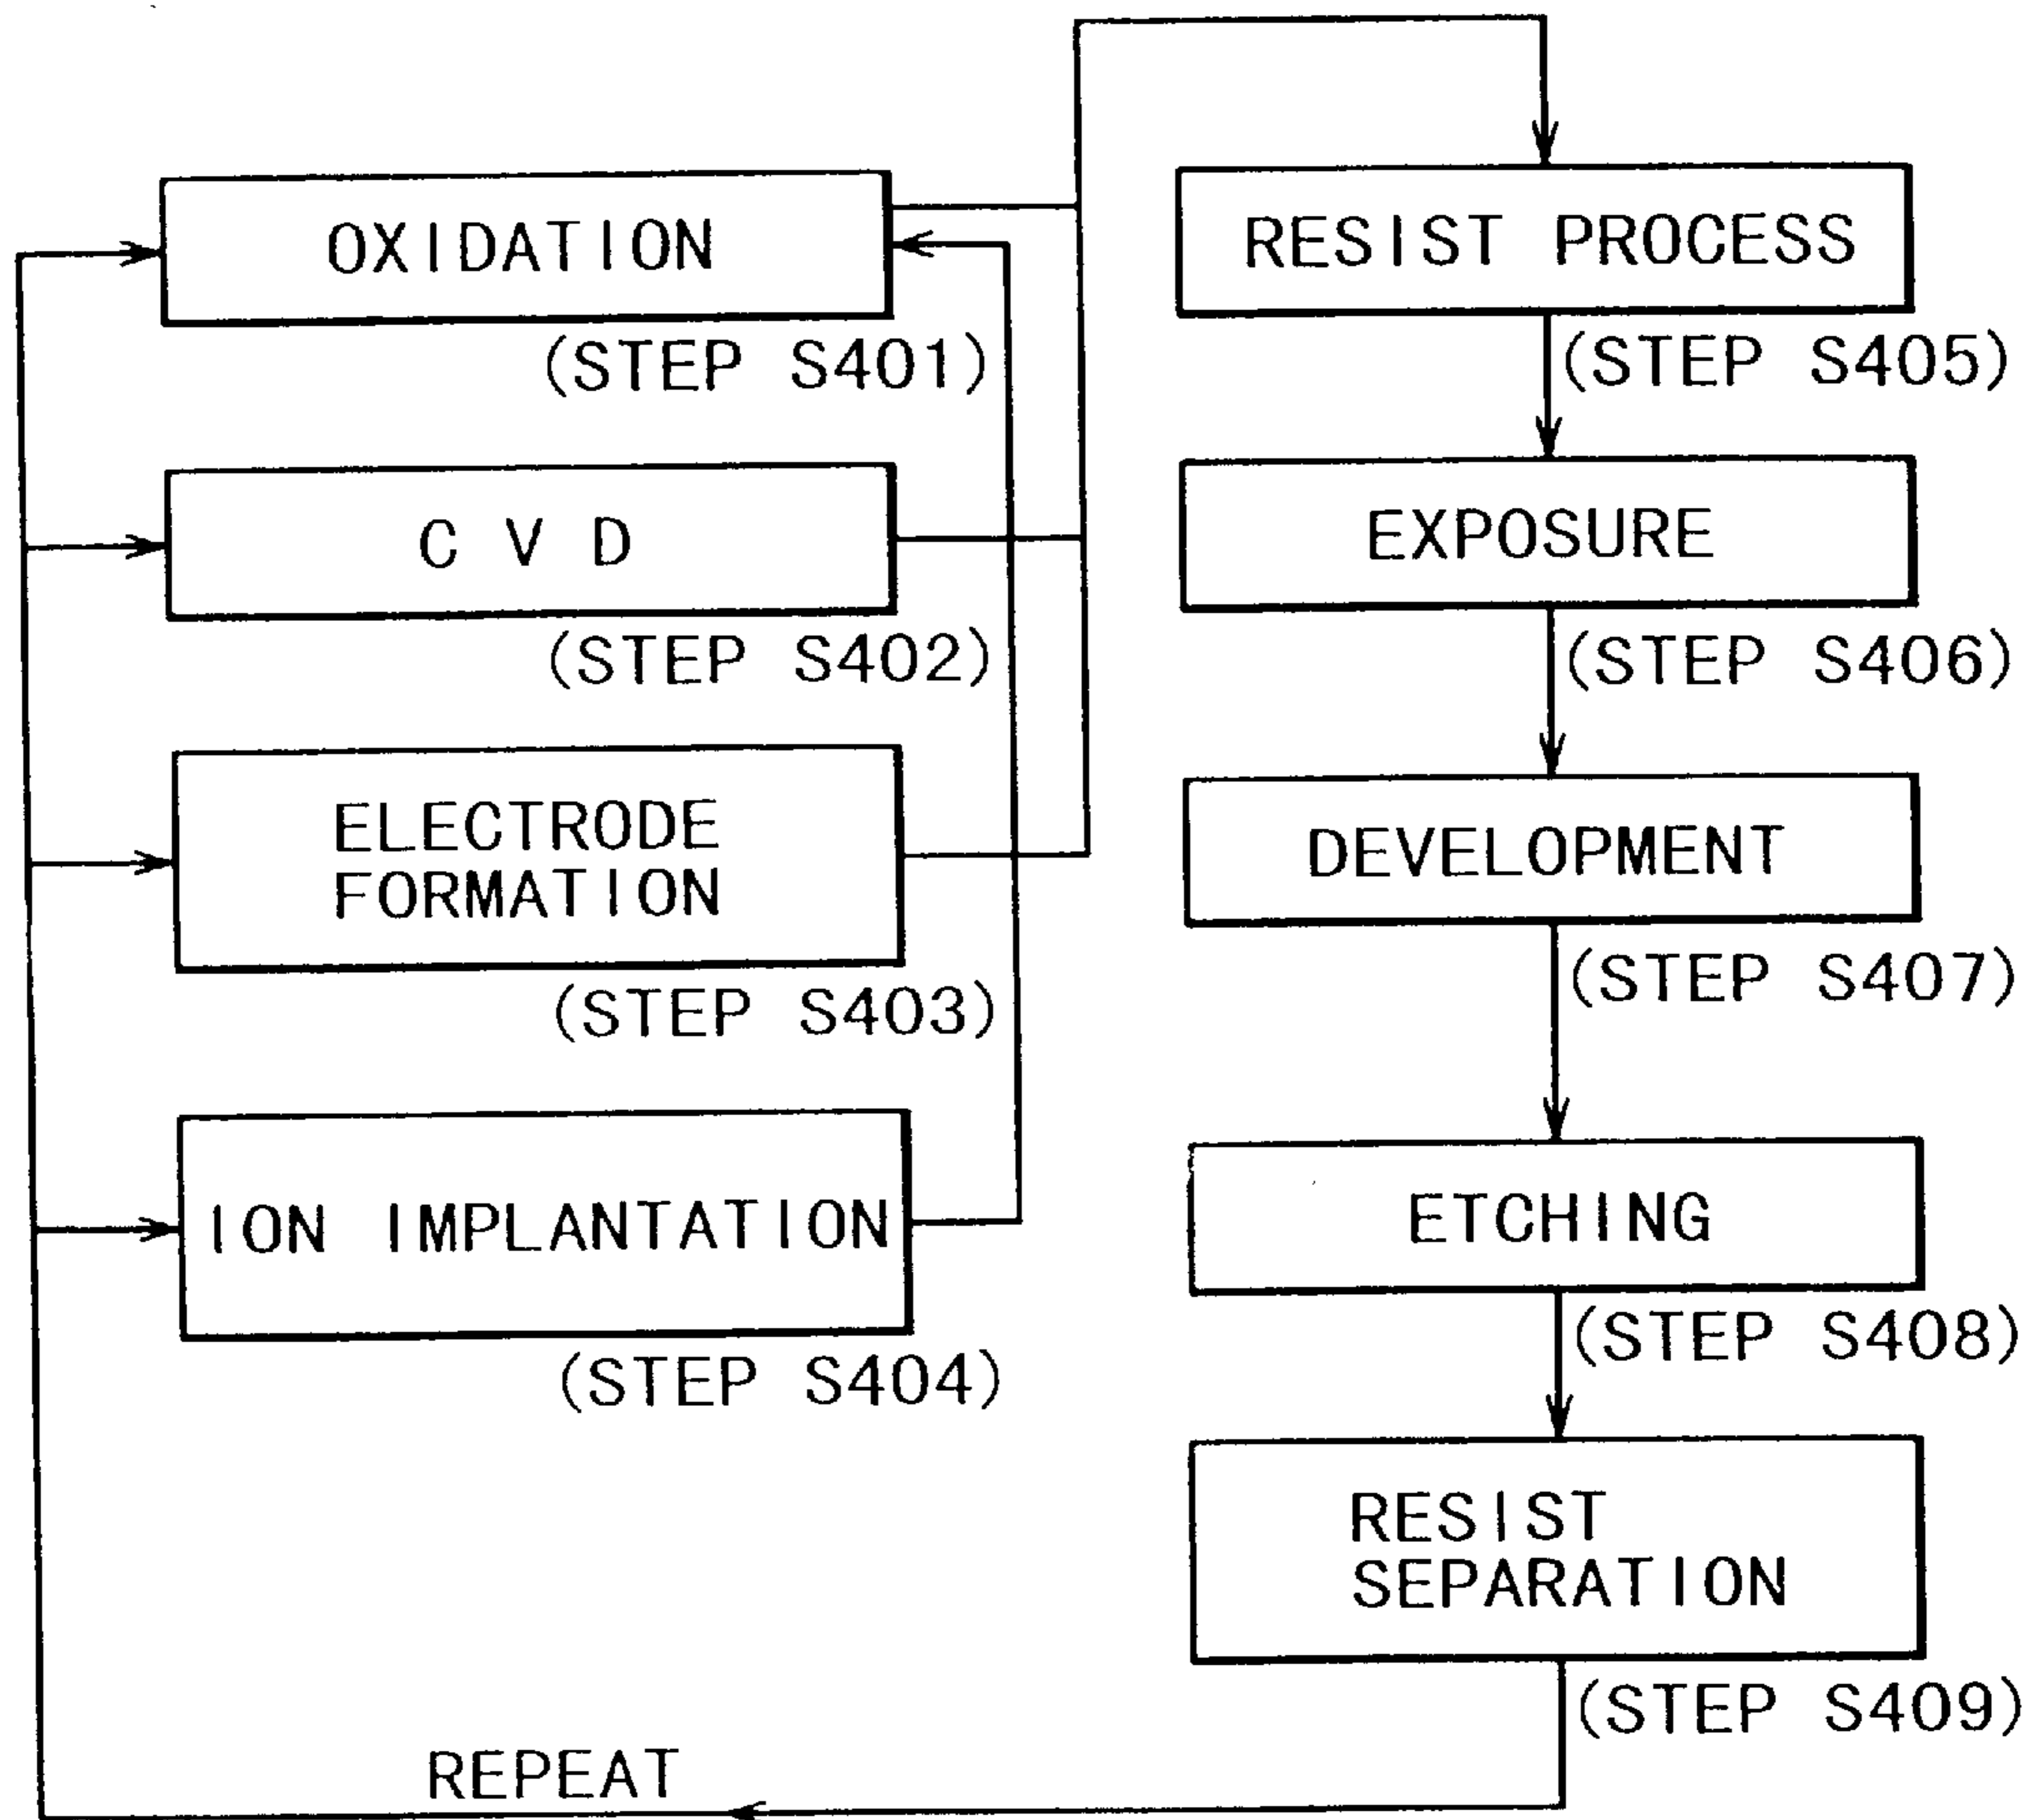 OXIDATION
(STEP S401)
C V D
(STEP S402)
ELECTRODE
FORMATION
(STEP S403)
ION IMPLANTATION
(STEP S404)
RESIST PROCESS
(STEP S405)
EXPOSURE
(STEP S406)
DEVELOPMENT
(STEP S407)
ETCHING
(STEP S408)
RESIST
SEPARATION
(STEP S409)
REPEAT